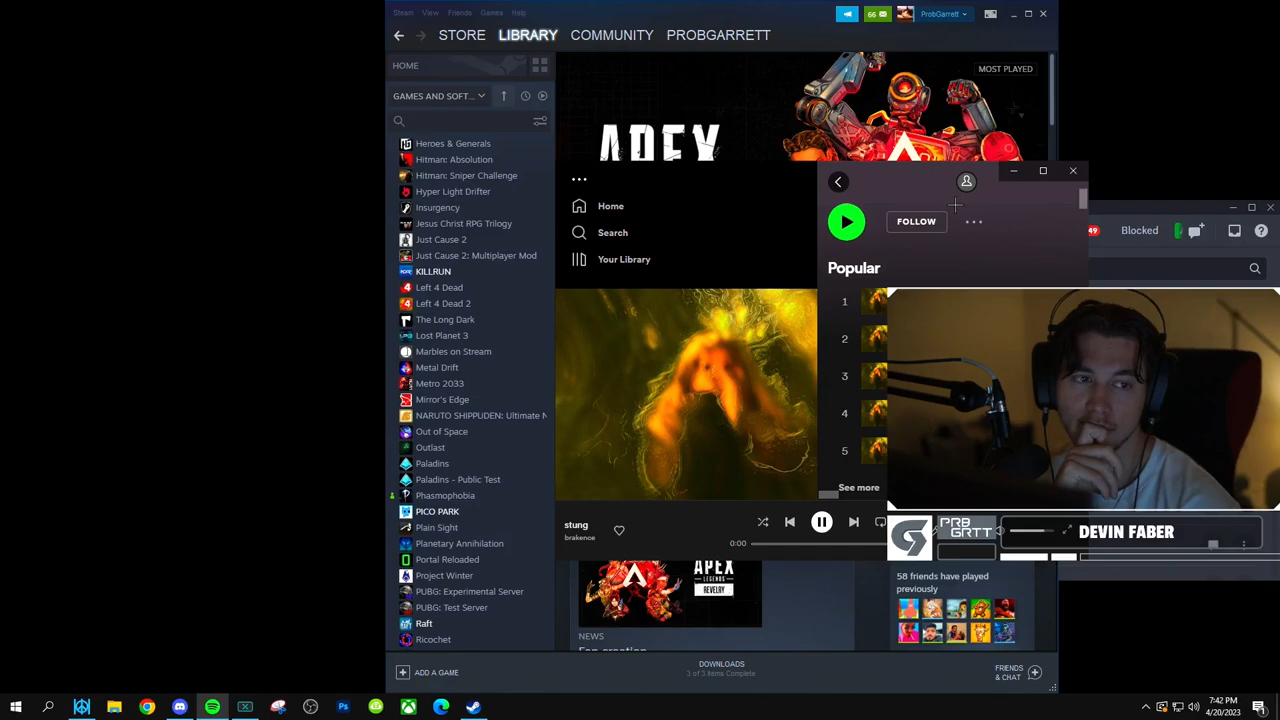 Steam View Friends Games Help
66
ProbGarrett
STORE LIBRARY COMMUNITY PROBGARRETT
HOME
GAMES AND SOFT...
Heroes & Generals
Hitman: Absolution
Hitman: Sniper Challenge
Hyper Light Drifter
Insurgency
Jesus Christ RPG Trilogy
Just Cause 2
Just Cause 2: Multiplayer Mod
KILLRUN
Left 4 Dead
Left 4 Dead 2
The Long Dark
Lost Planet 3
Marbles on Stream
Metal Drift
Metro 2033
Mirror's Edge
NARUTO SHIPPUDEN: Ultimate N
Out of Space
Outlast
Paladins
Paladins - Public Test
Phasmophobia
PICO PARK
Plain Sight
Planetary Annihilation
Portal Reloaded
Project Winter
PUBG: Experimental Server
PUBG: Test Server
Raft
Ricochet
ADD A GAME
MOST PLAYED
APEX
Home
Search
Your Library
FOLLOW
Popular
1
2
3
4
5
See more
49 Blocked
stung
brakence
0:00
PRB
GRTT
DEVIN FABER
APEX
LEGENDS
REVELRY
58 friends have played
previously
NEWS
DOWNLOADS
3 of 3 Items Complete
FRIENDS
& CHAT
7:42 PM
4/20/2023